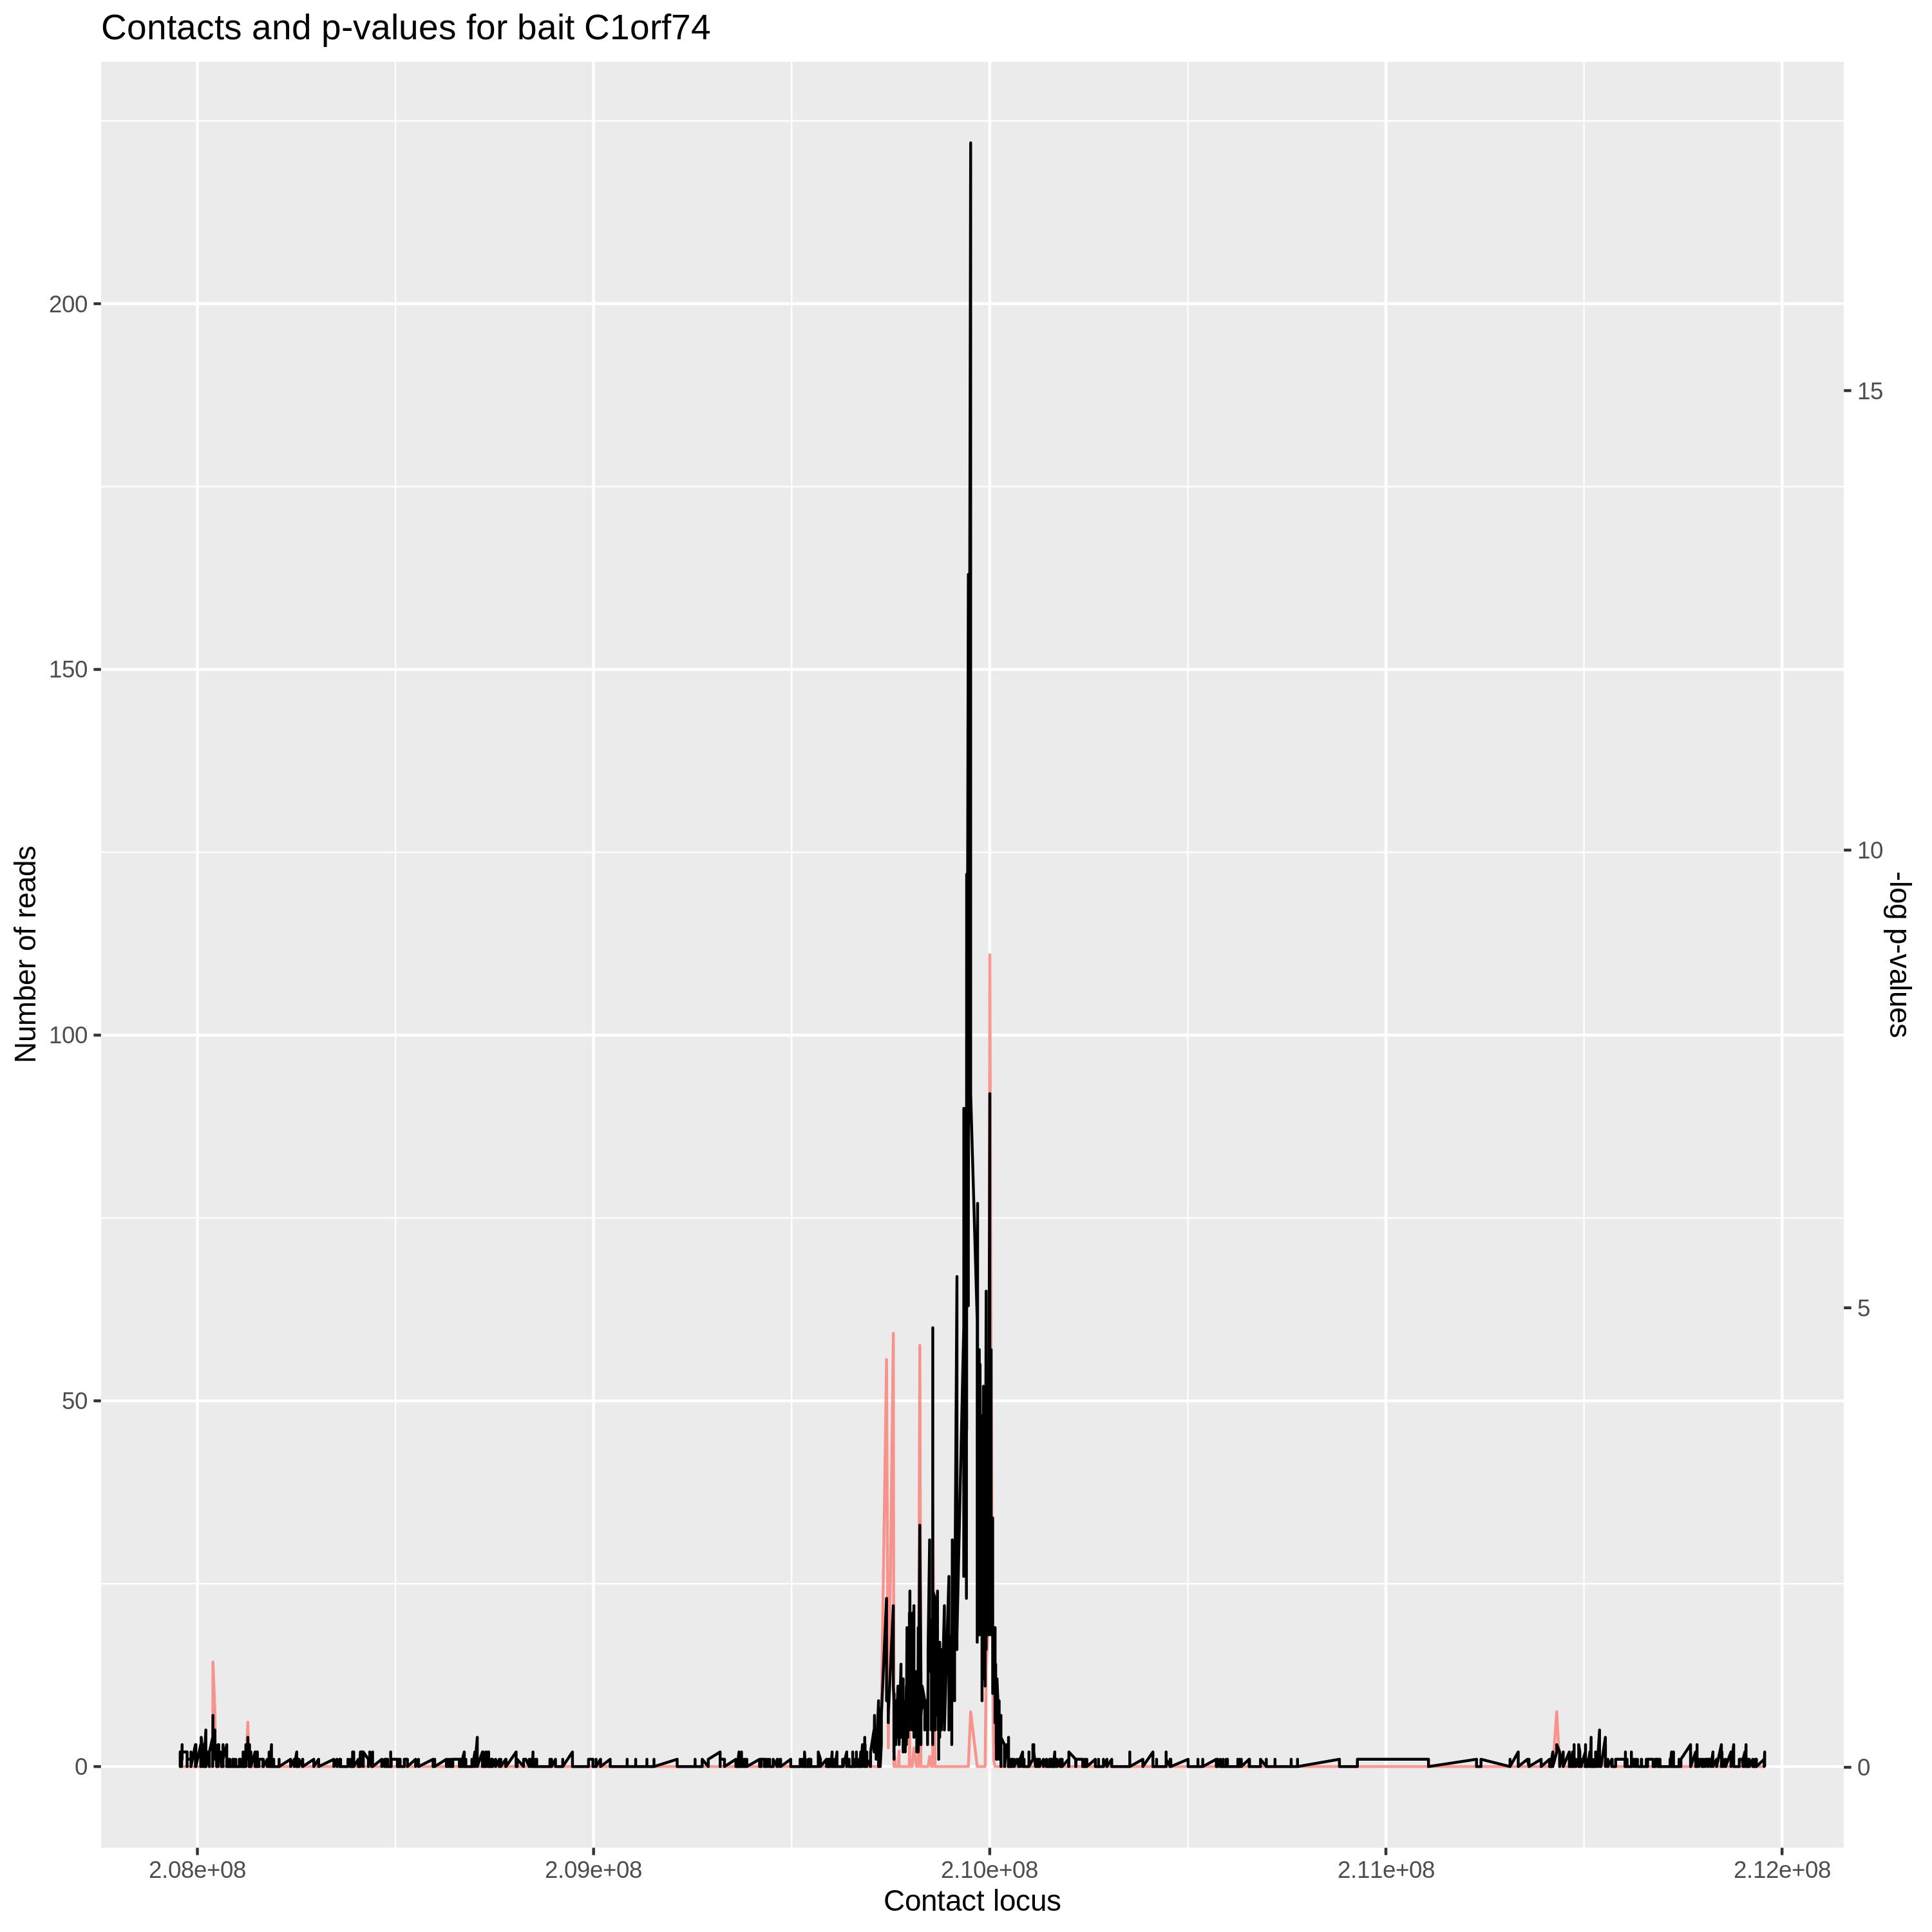 Contacts and p-values for bait C1orf74
Number of reads
200
150
100
50
0
15
10
5
0
-log p-values
2.08e+08
2.09e+08
2.10e+08
2.11e+08
2.12e+08
Contact locus